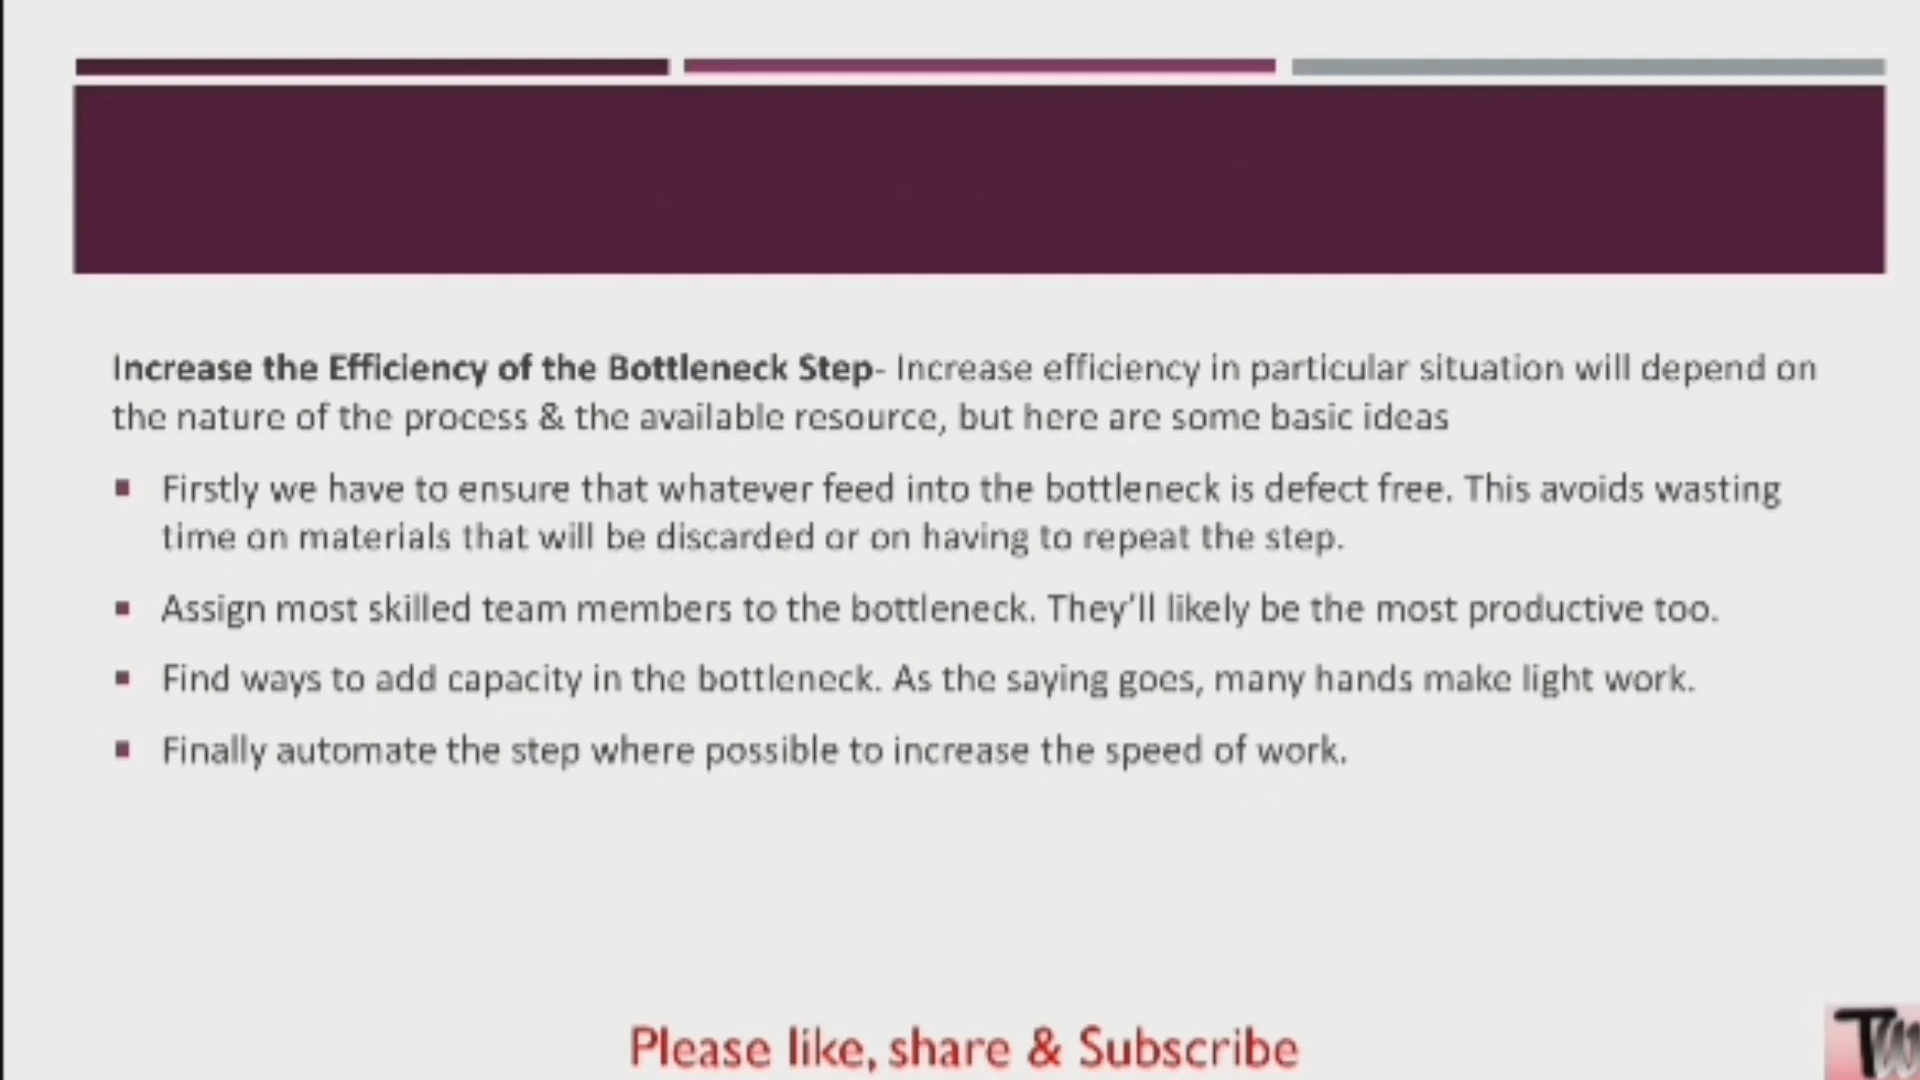 Increase the Efficiency of the Bottleneck Step- Increase efficiency in particular situation will depend on
the nature of the process & the available resource, but here are some basic ideas
▪ Firstly we have to ensure that whatever feed into the bottleneck is defect free. This avoids wasting
time on materials that will be discarded or on having to repeat the step.
▪ Assign most skilled team members to the bottleneck. They'll likely be the most productive too.
▪ Find ways to add capacity in the bottleneck. As the saying goes, many hands make light work.
▪ Finally automate the step where possible to increase the speed of work.
Please like, share & Subscribe
TW